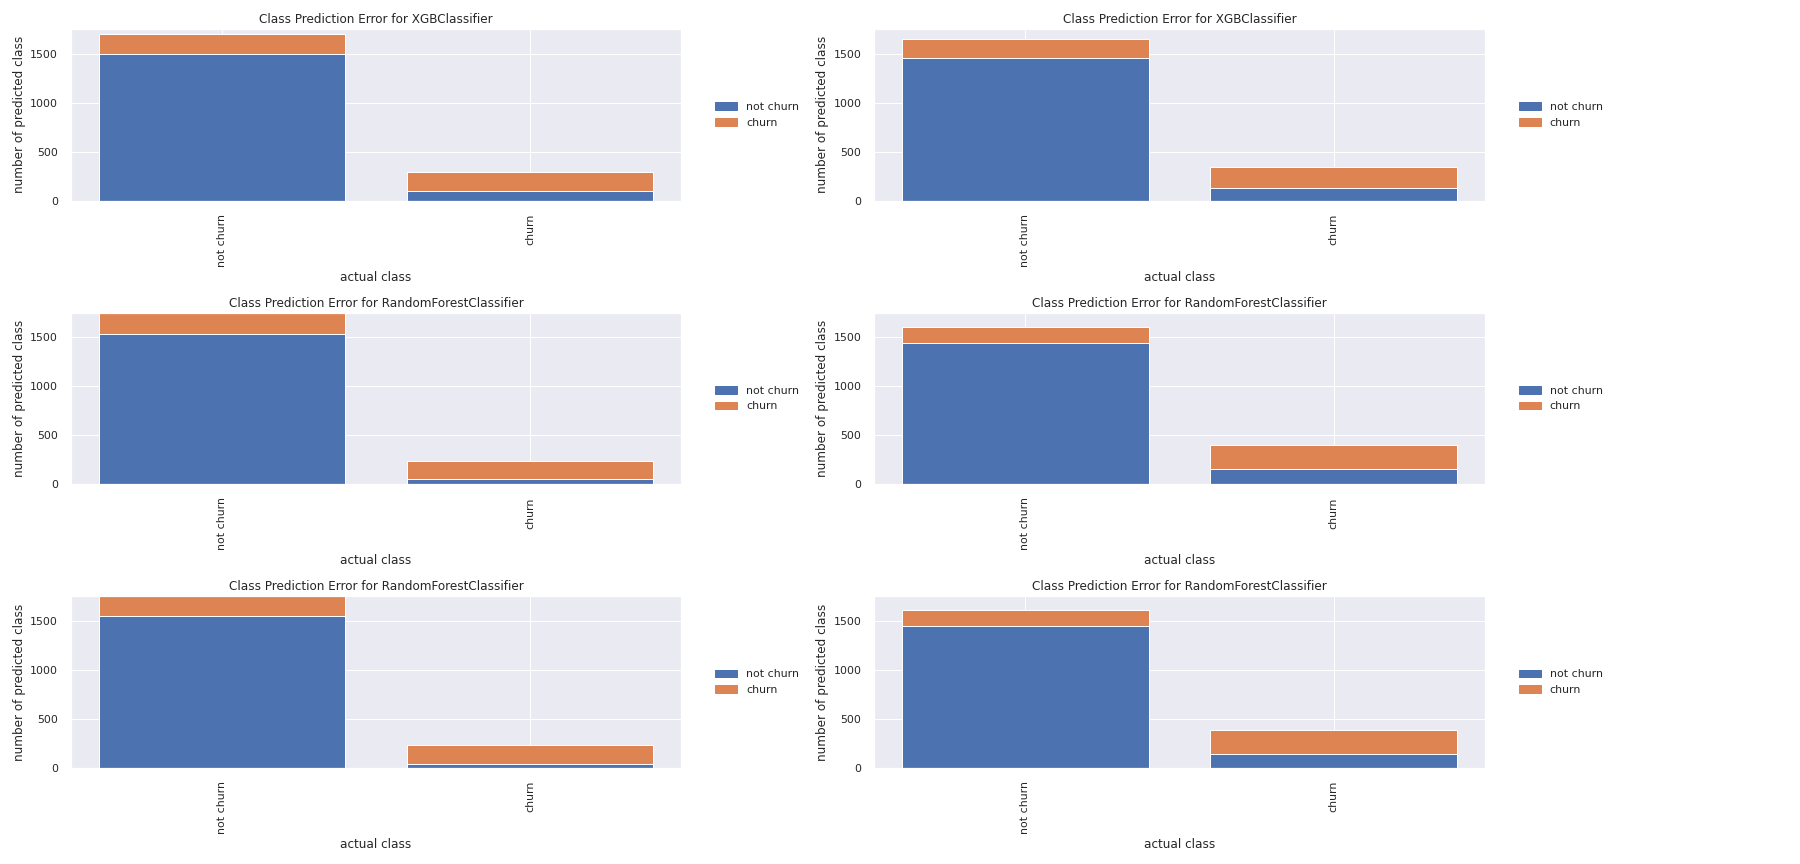 Class Prediction Error for XGBClassifier
number of predicted class
1500
1000
500
0
not churn
churn
actual class
not churn
churn
Class Prediction Error for XGBClassifier
number of predicted class
1500
1000
500
0
not churn
churn
actual class
not churn
churn
Class Prediction Error for RandomForestClassifier
number of predicted class
1500
1000
500
0
not churn
churn
actual class
not churn
churn
Class Prediction Error for RandomForestClassifier
number of predicted class
1500
1000
500
0
not churn
churn
actual class
not churn
churn
Class Prediction Error for RandomForestClassifier
number of predicted class
1500
1000
500
0
not churn
churn
actual class
not churn
churn
Class Prediction Error for RandomForestClassifier
number of predicted class
1500
1000
500
0
not churn
churn
actual class
not churn
churn